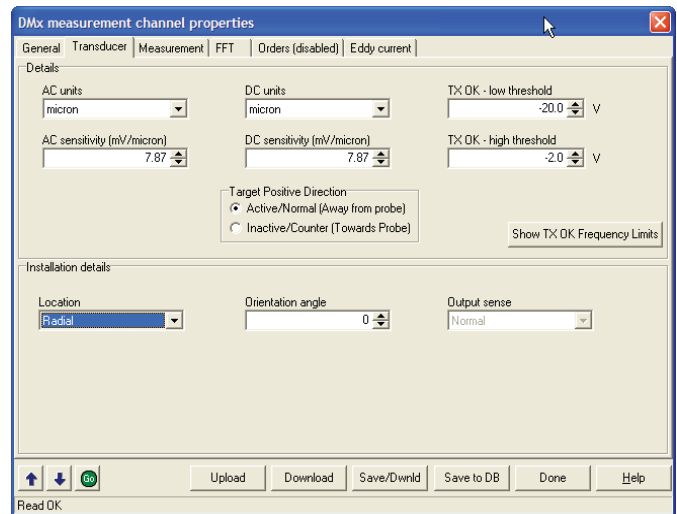 DMx measurement channel properties
General Transducer Measurement FFT Orders (disabled) Eddy current
Details
AC units DC units TX OK - low threshold
micron micron -20.0 V
AC sensitivity (mV/micron) DC sensitivity (mV/micron) TX OK - high threshold
7.87 7.87 -2.0 V
Target Positive Direction
Active/Normal (Away from probe)
Inactive/Counter (Towards Probe)
Show TX OK Frequency Limits
Installation details
Location Orientation angle Output sense
Radial 0 Normal
Go Upload Download Save/Dwnld Save to DB Done Help
Read OK